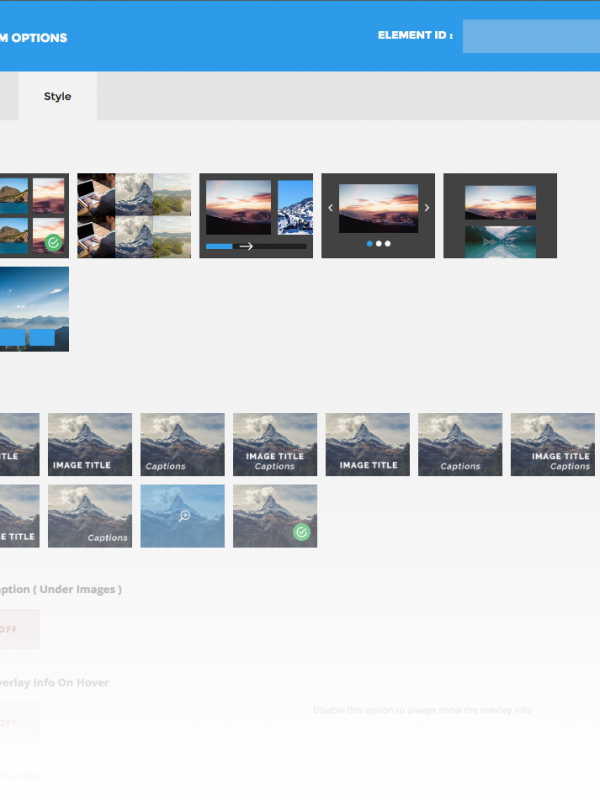 M OPTIONS
ELEMENT ID :
Style
TLE
IMAGE TITLE
Captions
IMAGE TITLE
Captions
IMAGE TITLE
Captions
IMAGE TITLE
Captions
E TITLE
Captions
aption ( Under Images )
OFF
verlay Info On Hover
OFF
Disable this option to always show the overlay info